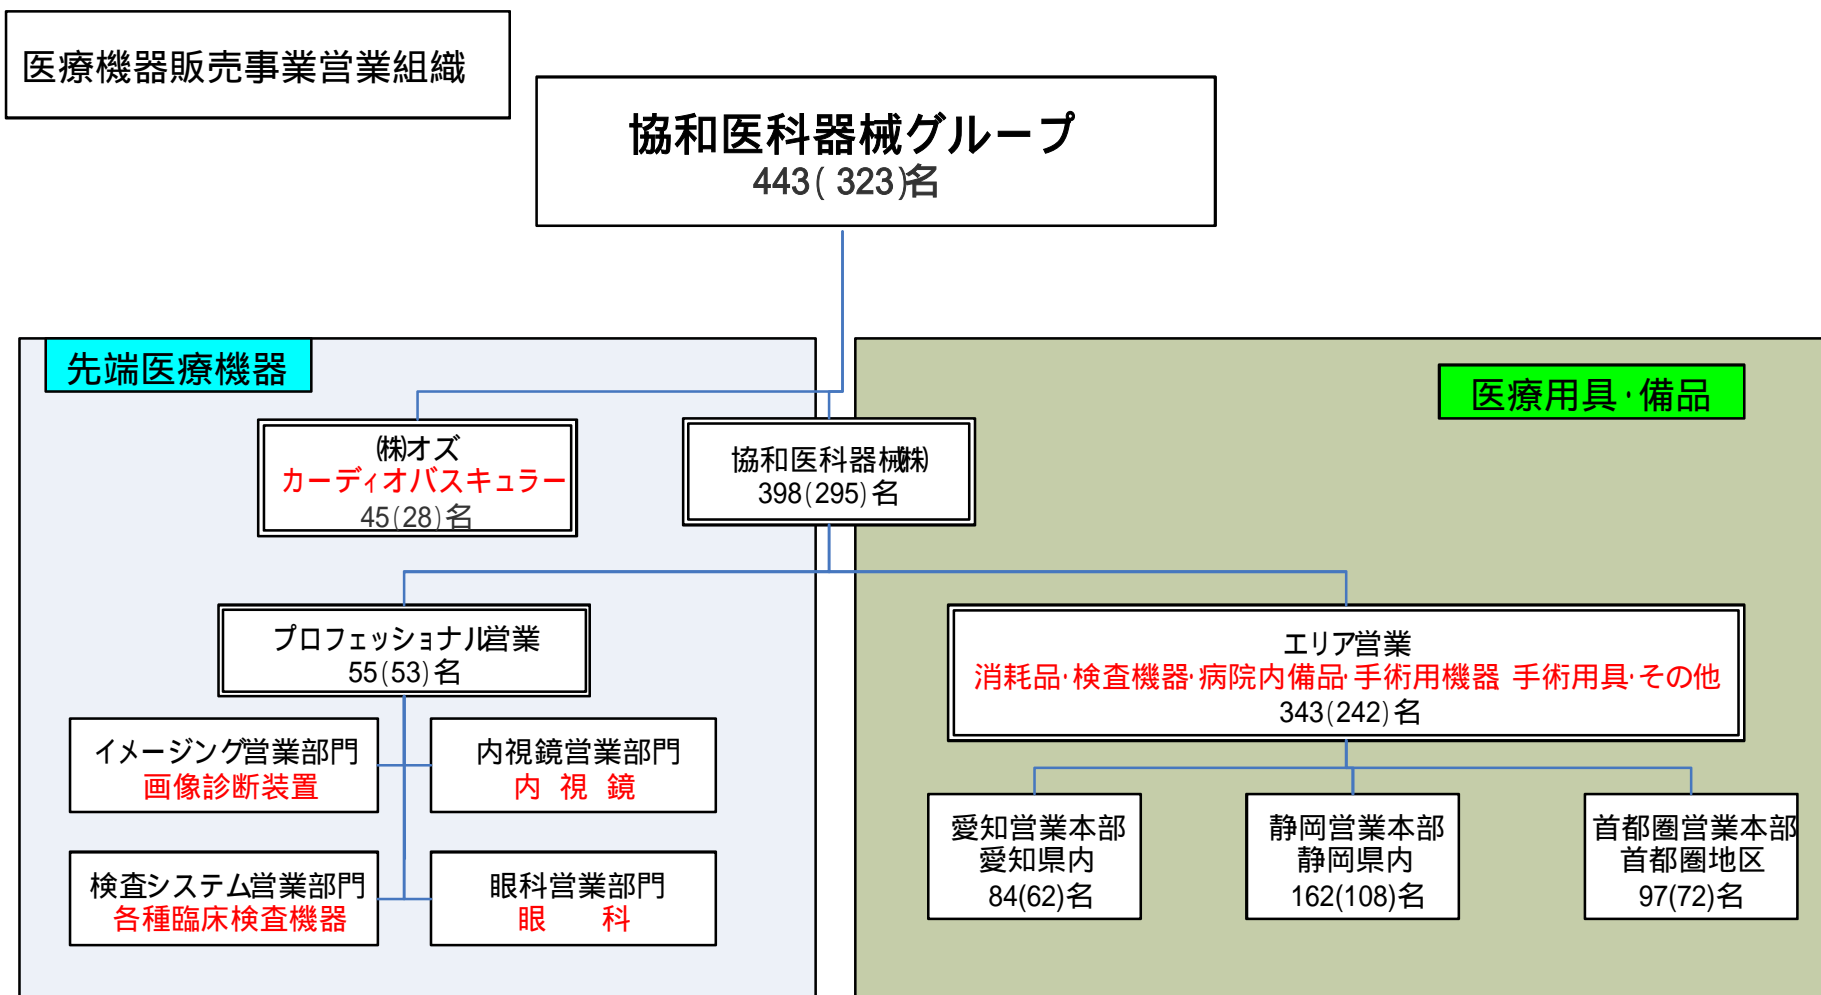 医療機器販売事業営業組織
協和医科器械グループ
443(323)名
先端医療機器
医療用具・備品
㈱オズ
カーディオバスキュラー
45(28)名
協和医科器械㈱
398(295)名
プロフェッショナル営業
55(53)名
エリア営業
消耗品・検査機器・病院内備品・手術用機器 手術用具・その他
343(242)名
イメージング営業部門
画像診断装置
内視鏡営業部門
内 視 鏡
検査システム営業部門
各種臨床検査機器
眼科営業部門
眼 科
愛知営業本部
愛知県内
84(62)名
静岡営業本部
静岡県内
162(108)名
首都圏営業本部
首都圏地区
97(72)名